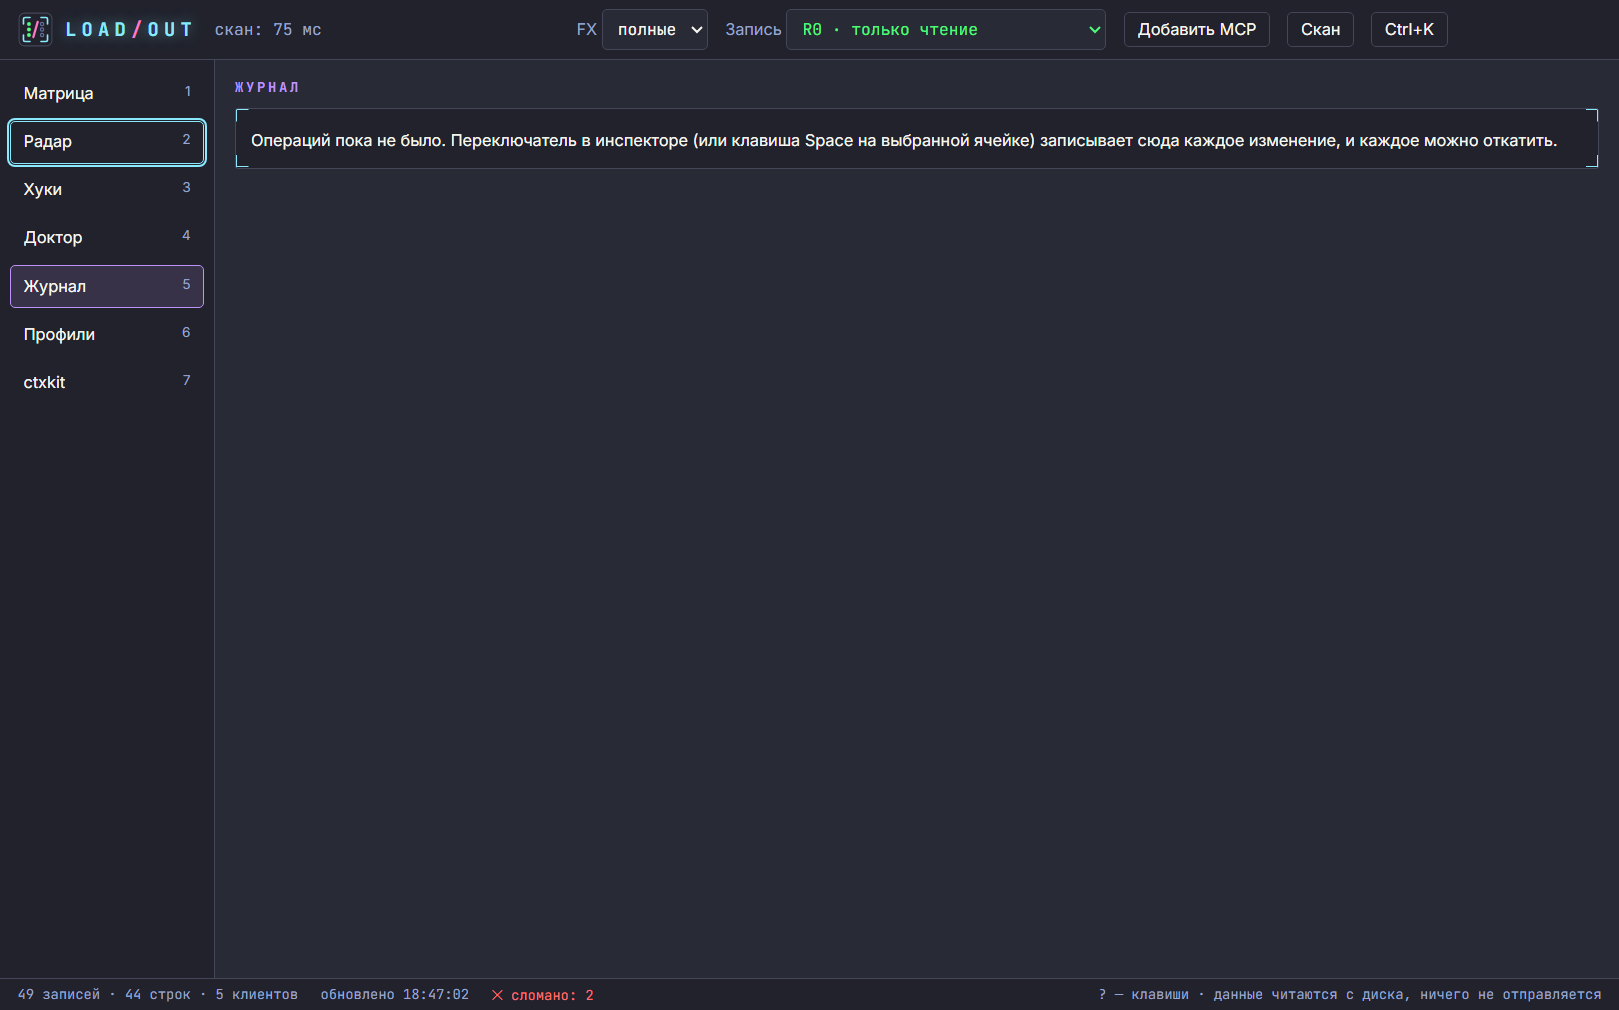 LOAD/OUT скан: 75 мс FX полные Запись R0 · только чтение Добавить MCP Скан Ctrl+K
Матрица 1
Радар 2
Хуки 3
Доктор 4
Журнал 5
Профили 6
ctxkit 7
ЖУРНАЛ
Операций пока не было. Переключатель в инспекторе (или клавиша Space на выбранной ячейке) записывает сюда каждое изменение, и каждое можно откатить.
49 записей · 44 строк · 5 клиентов обновлено 18:47:02 × сломано: 2 ? — клавиши · данные читаются с диска, ничего не отправляется